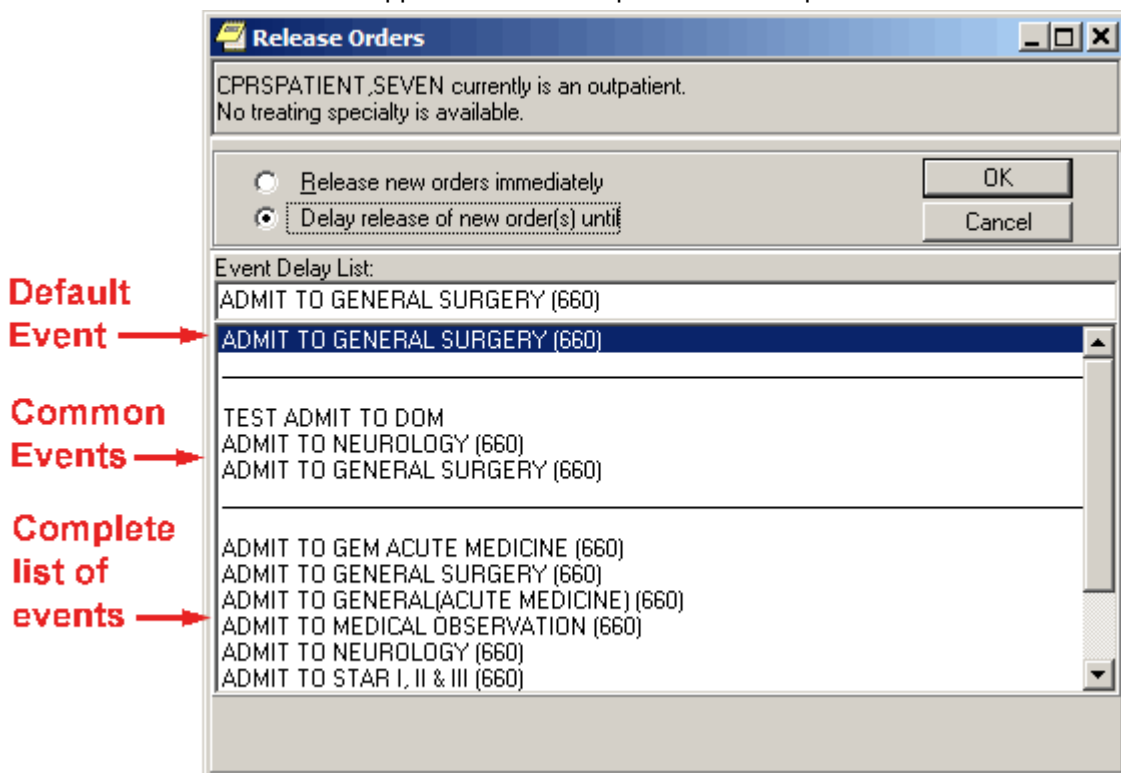 Release Orders
CPRSPATIENT,SEVEN currently is an outpatient.
No treating specialty is available.
Release new orders immediately
Delay release of new order(s) until
OK
Cancel
Event Delay List:
ADMIT TO GENERAL SURGERY (660)
Default
Event
ADMIT TO GENERAL SURGERY (660)
Common
Events
TEST ADMIT TO DOM
ADMIT TO NEUROLOGY (660)
ADMIT TO GENERAL SURGERY (660)
Complete
list of
events
ADMIT TO GEM ACUTE MEDICINE (660)
ADMIT TO GENERAL SURGERY (660)
ADMIT TO GENERAL(ACUTE MEDICINE) (660)
ADMIT TO MEDICAL OBSERVATION (660)
ADMIT TO NEUROLOGY (660)
ADMIT TO STAR I, II & III (660)